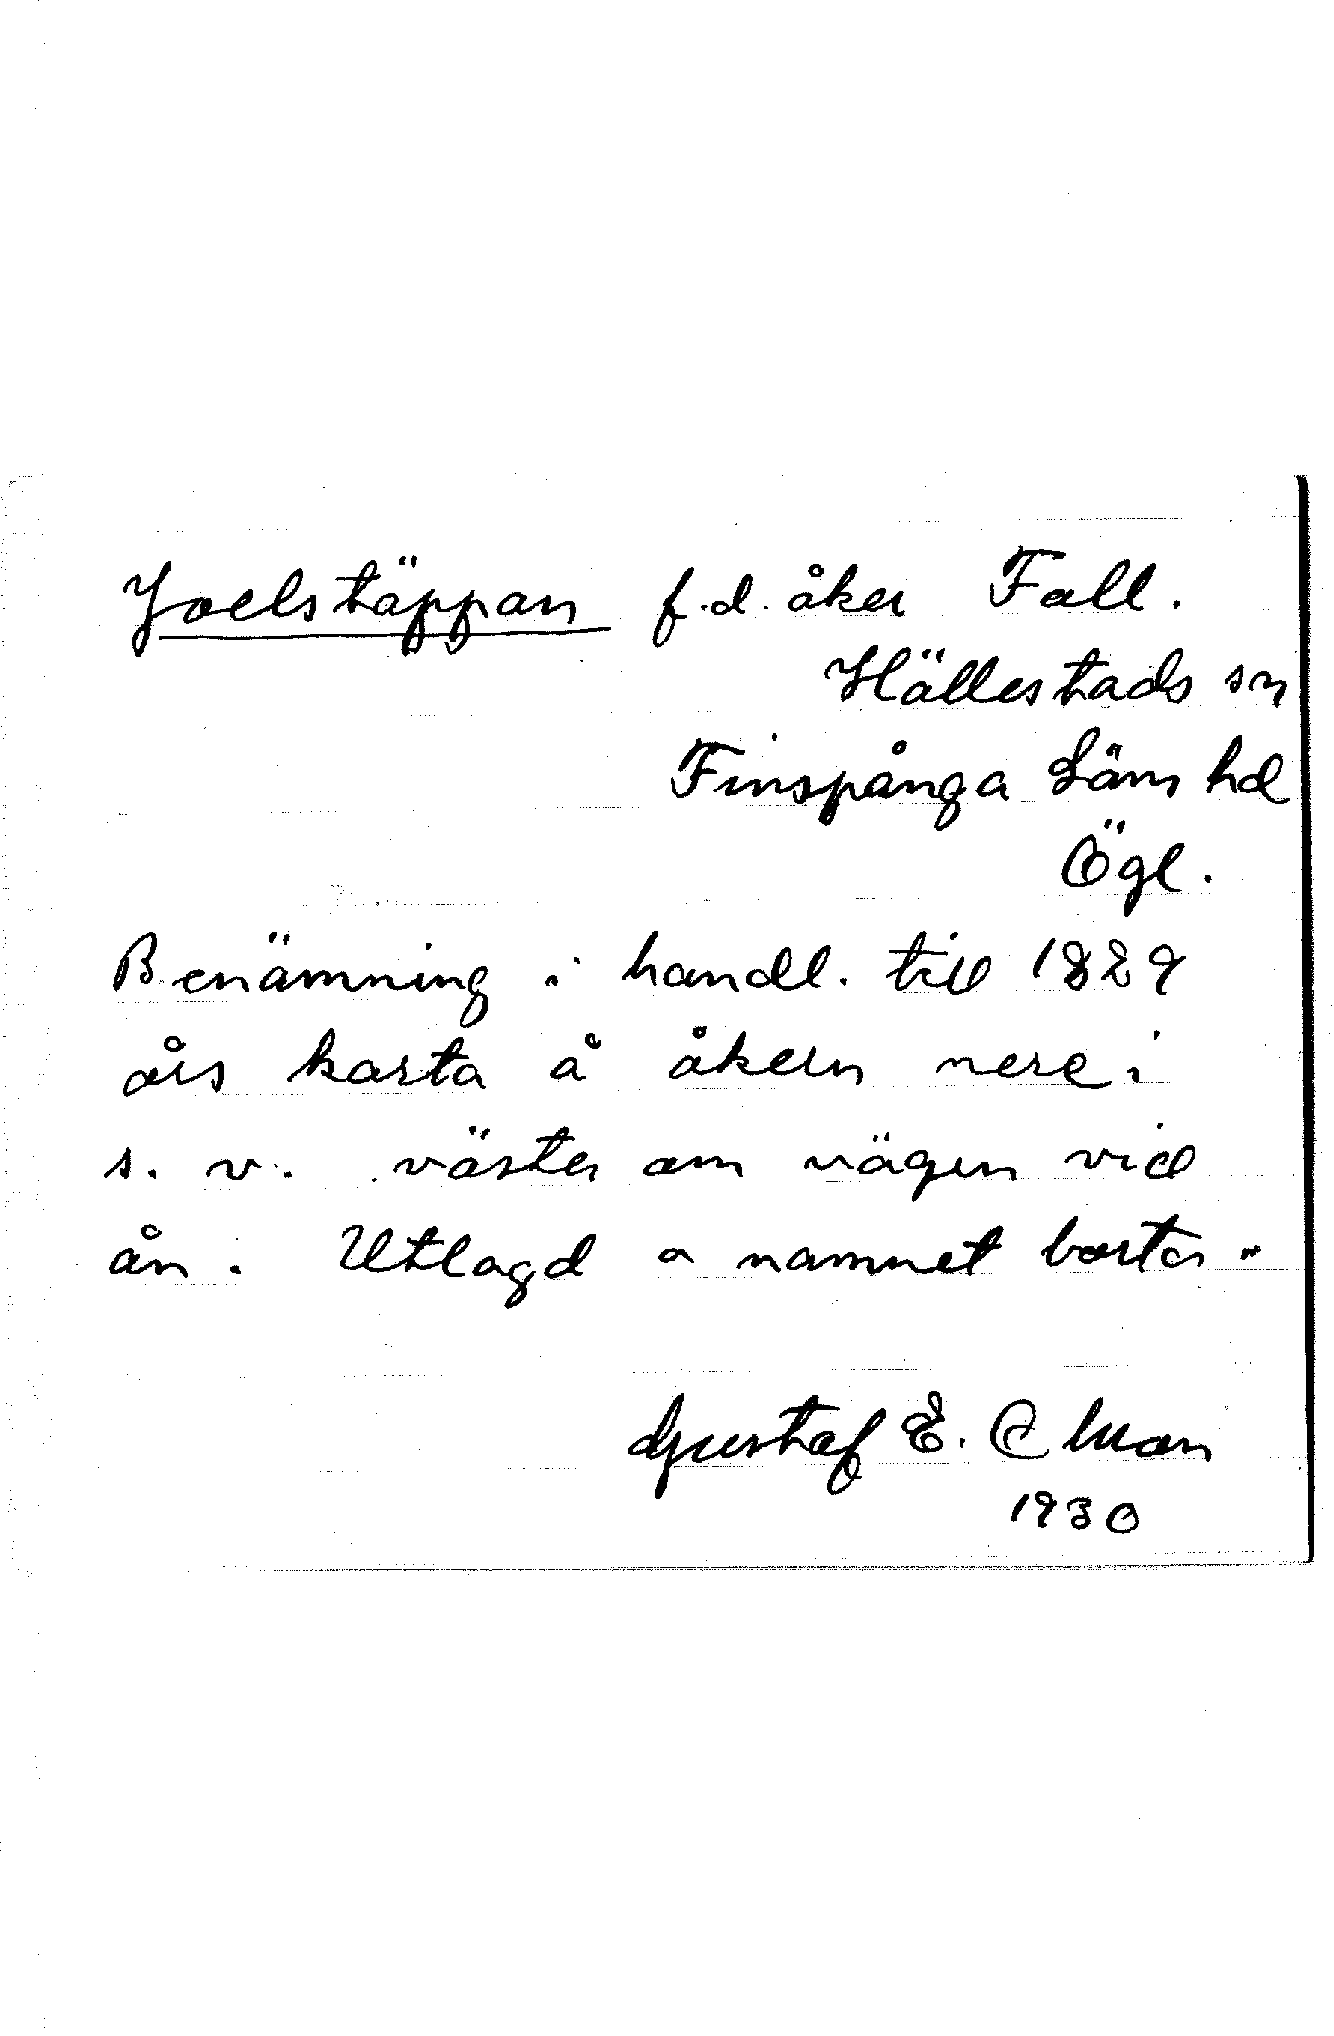 Joelstäppan f.d. åker Fall.
Hällestads sn
Finspånga Läns hd
Ögl.
Benämning i handl. till 1829
års karta å åkern nere i
s. v. väster om vägen vid
ån. Utlagd o namnet borta.
Gustaf E.
1930